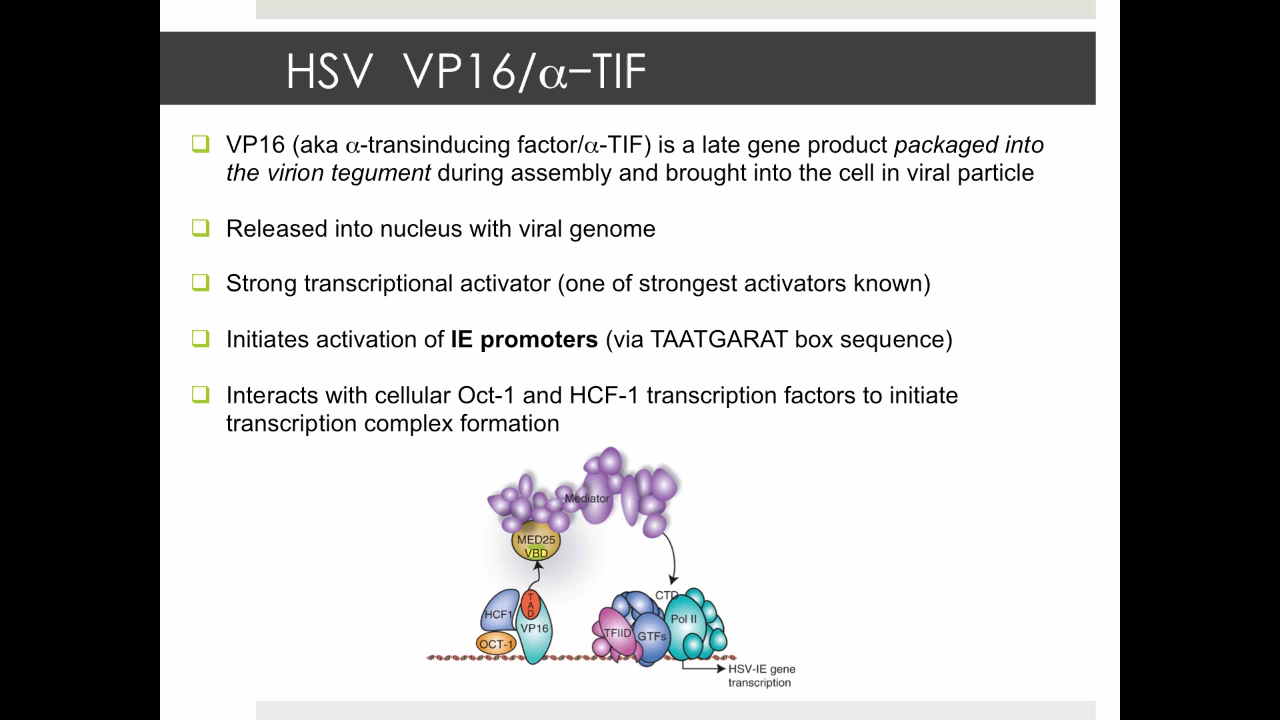 HSV VP16/α–TIF
❑ VP16 (aka α-transinducing factor/α-TIF) is a late gene product packaged into
the virion tegument during assembly and brought into the cell in viral particle
❑ Released into nucleus with viral genome
❑ Strong transcriptional activator (one of strongest activators known)
❑ Initiates activation of IE promoters (via TAATGARAT box sequence)
❑ Interacts with cellular Oct-1 and HCF-1 transcription factors to initiate
transcription complex formation
Mediator
MED25
VBD
CTD
TAD
HCF1
VP16
OCT-1
TFIID
GTFs
Pol II
HSV-IE gene
transcription